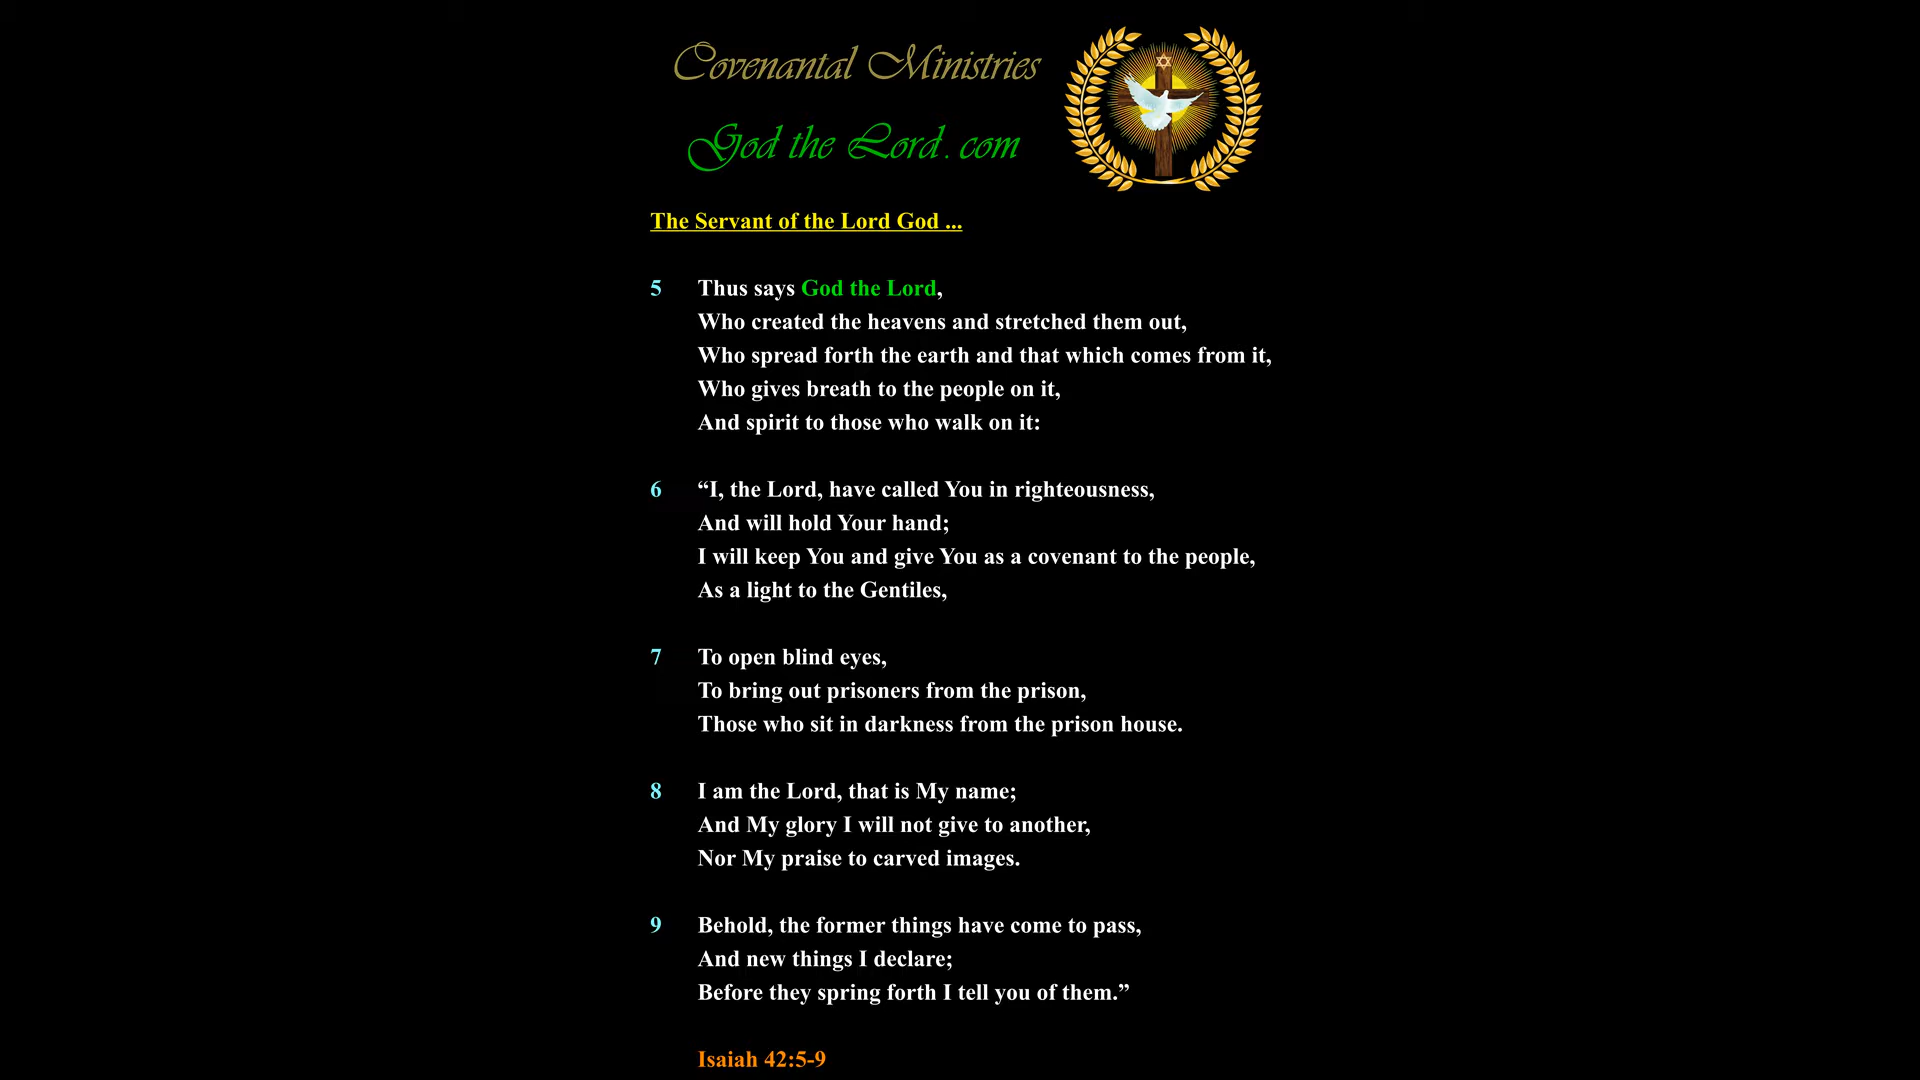 Covenantal Ministries
God the Lord . com
The Servant of the Lord God ...
5 Thus says God the Lord,
Who created the heavens and stretched them out,
Who spread forth the earth and that which comes from it,
Who gives breath to the people on it,
And spirit to those who walk on it:
6 “I, the Lord, have called You in righteousness,
And will hold Your hand;
I will keep You and give You as a covenant to the people,
As a light to the Gentiles,
7 To open blind eyes,
To bring out prisoners from the prison,
Those who sit in darkness from the prison house.
8 I am the Lord, that is My name;
And My glory I will not give to another,
Nor My praise to carved images.
9 Behold, the former things have come to pass,
And new things I declare;
Before they spring forth I tell you of them.”
Isaiah 42:5-9